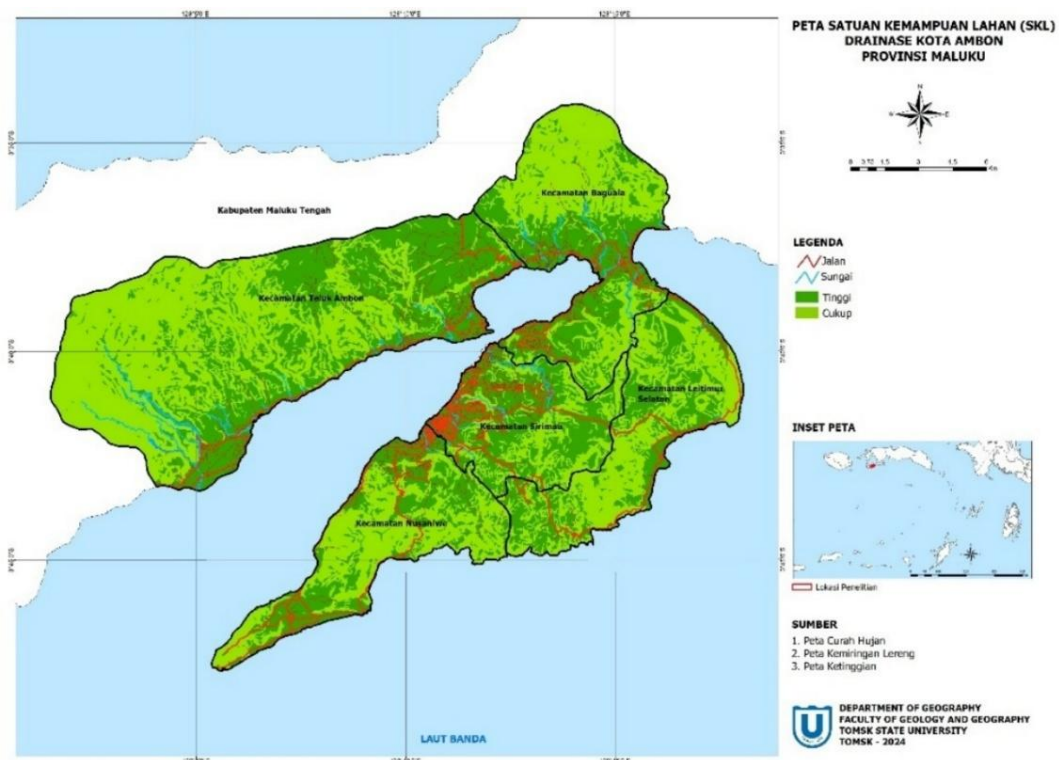 PETA SATUAN KEMAMPUAN LAHAN (SKL)
DRAINASE KOTA AMBON
PROVINSI MALUKU
N
W
E
S
Kabupaten Maluku Tengah
Kecamatan Baguala
Kecamatan Teluk Ambon
Kecamatan Leitimur
Selatan
Kecamatan Sirimau
Kecamatan Nusaniwe
LAUT BANDA
LEGENDA
Jalan
Sungai
Tinggi
Cukup
INSET PETA
Lokasi Penelitian
SUMBER
1. Peta Curah Hujan
2. Peta Kemiringan Lereng
3. Peta Ketinggian
DEPARTMENT OF GEOGRAPHY
FACULTY OF GEOLOGY AND GEOGRAPHY
TOMSK STATE UNIVERSITY
TOMSK - 2024